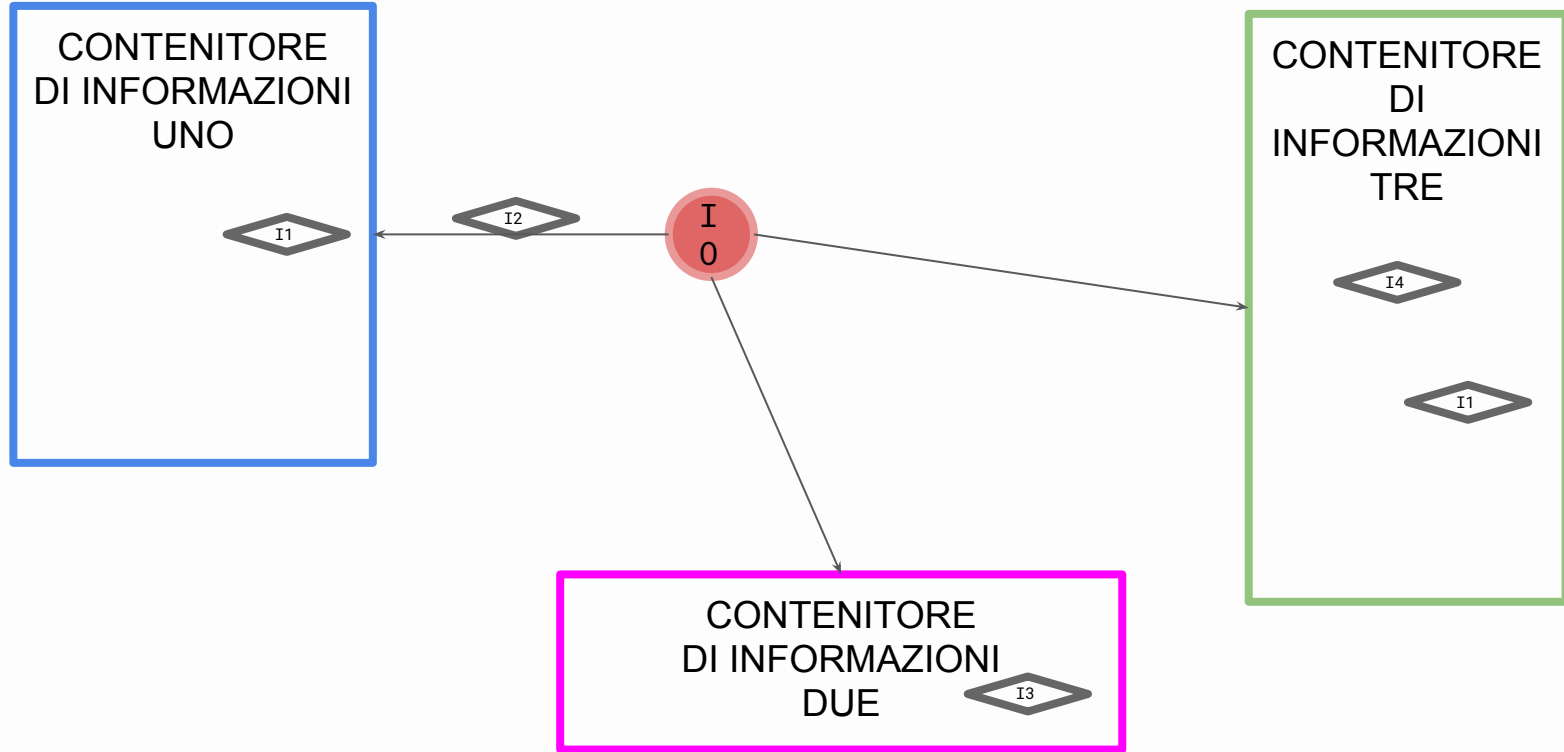 CONTENITORE
DI INFORMAZIONI
UNO
I1
I2
I
0
CONTENITORE
DI
INFORMAZIONI
TRE
I4
I1
CONTENITORE
DI INFORMAZIONI
DUE
I3